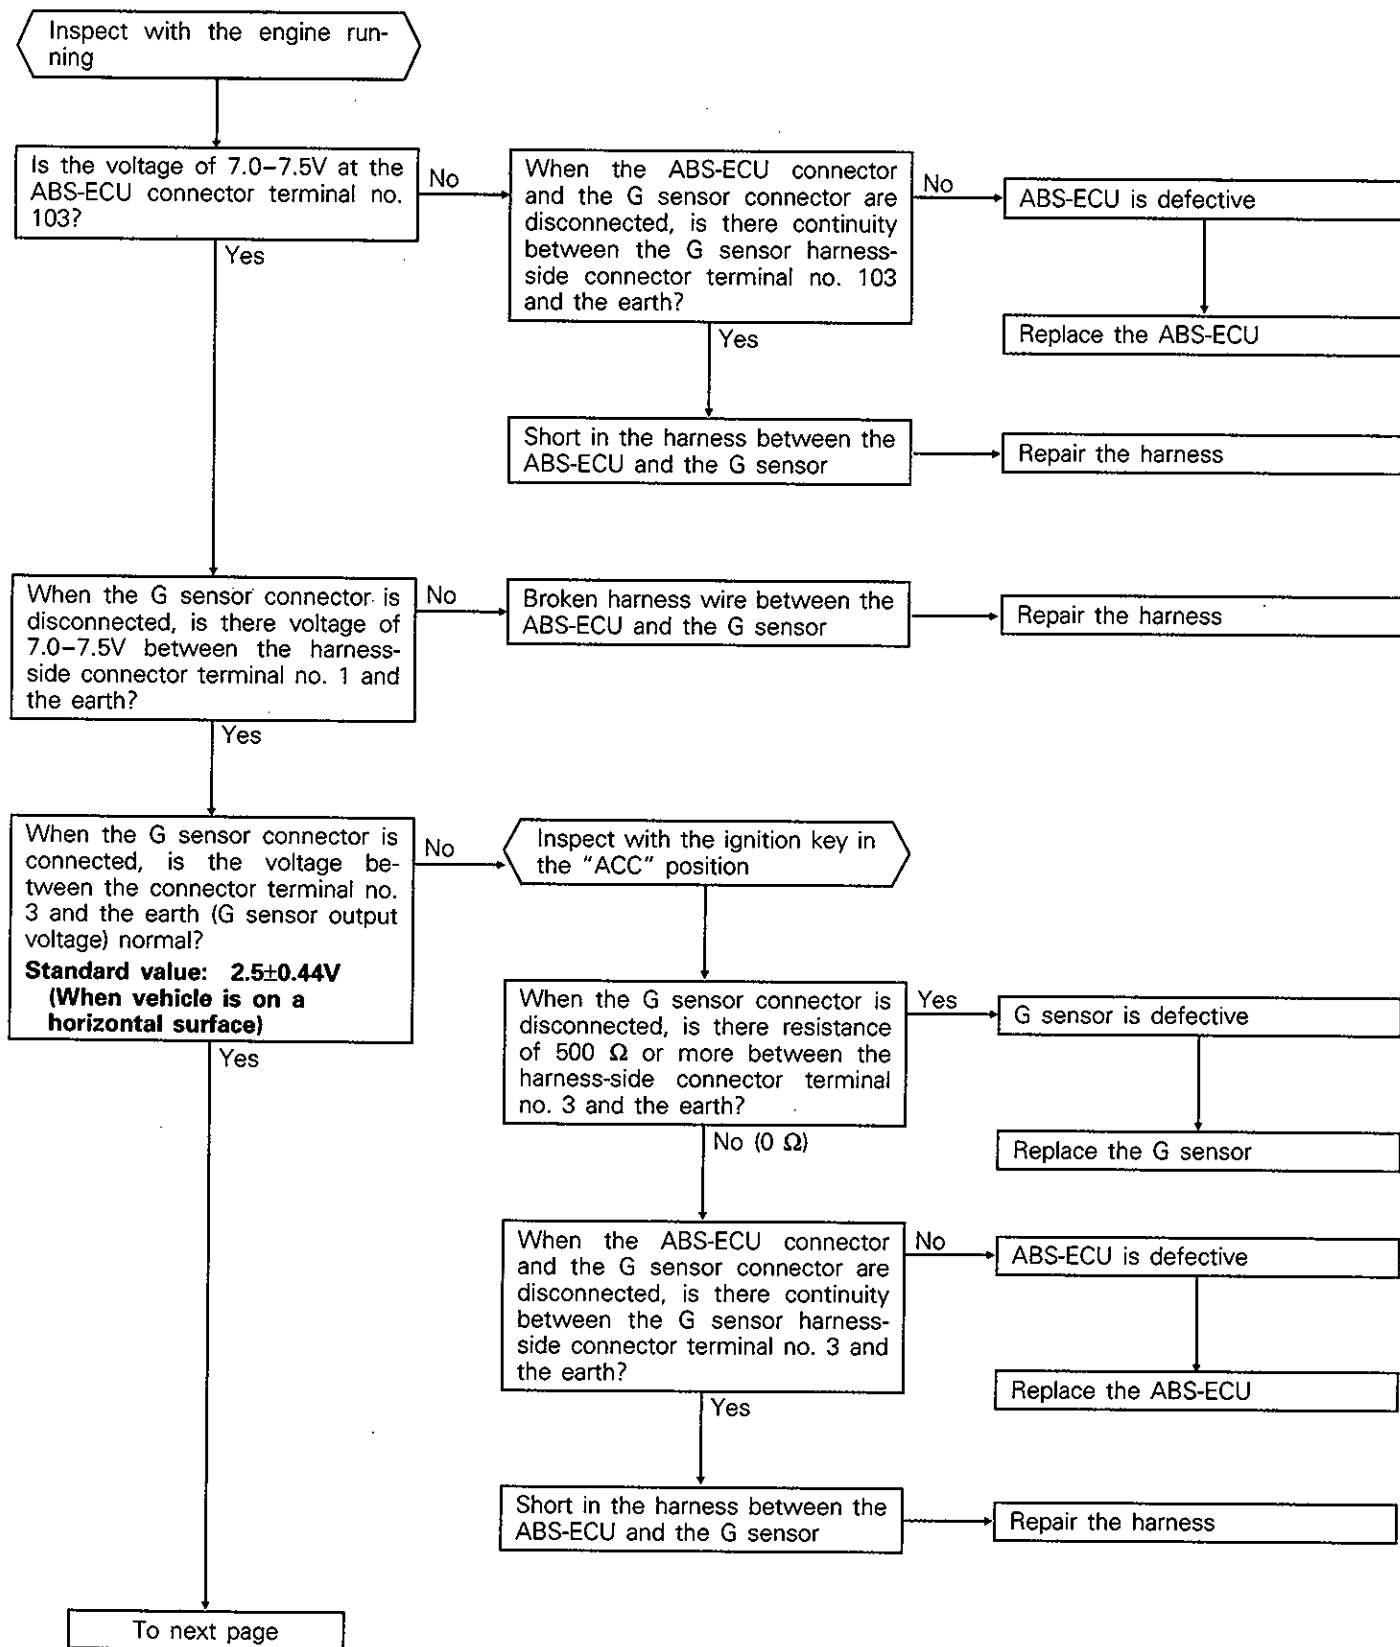 Inspect with the engine run-
ning
Is the voltage of 7.0–7.5V at the
ABS-ECU connector terminal no.
103?
No
When the ABS-ECU connector
and the G sensor connector are
disconnected, is there continuity
between the G sensor harness-
side connector terminal no. 103
and the earth?
No
ABS-ECU is defective
Yes
Replace the ABS-ECU
Yes
Short in the harness between the
ABS-ECU and the G sensor
Repair the harness
When the G sensor connector is
disconnected, is there voltage of
7.0–7.5V between the harness-
side connector terminal no. 1 and
the earth?
No
Broken harness wire between the
ABS-ECU and the G sensor
Repair the harness
Yes
When the G sensor connector is
connected, is the voltage be-
tween the connector terminal no.
3 and the earth (G sensor output
voltage) normal?
Standard value: 2.5±0.44V
(When vehicle is on a
horizontal surface)
No
Inspect with the ignition key in
the "ACC" position
Yes
When the G sensor connector is
disconnected, is there resistance
of 500 Ω or more between the
harness-side connector terminal
no. 3 and the earth?
Yes
G sensor is defective
Replace the G sensor
No (0 Ω)
When the ABS-ECU connector
and the G sensor connector are
disconnected, is there continuity
between the G sensor harness-
side connector terminal no. 3 and
the earth?
No
ABS-ECU is defective
Replace the ABS-ECU
Yes
Short in the harness between the
ABS-ECU and the G sensor
Repair the harness
To next page